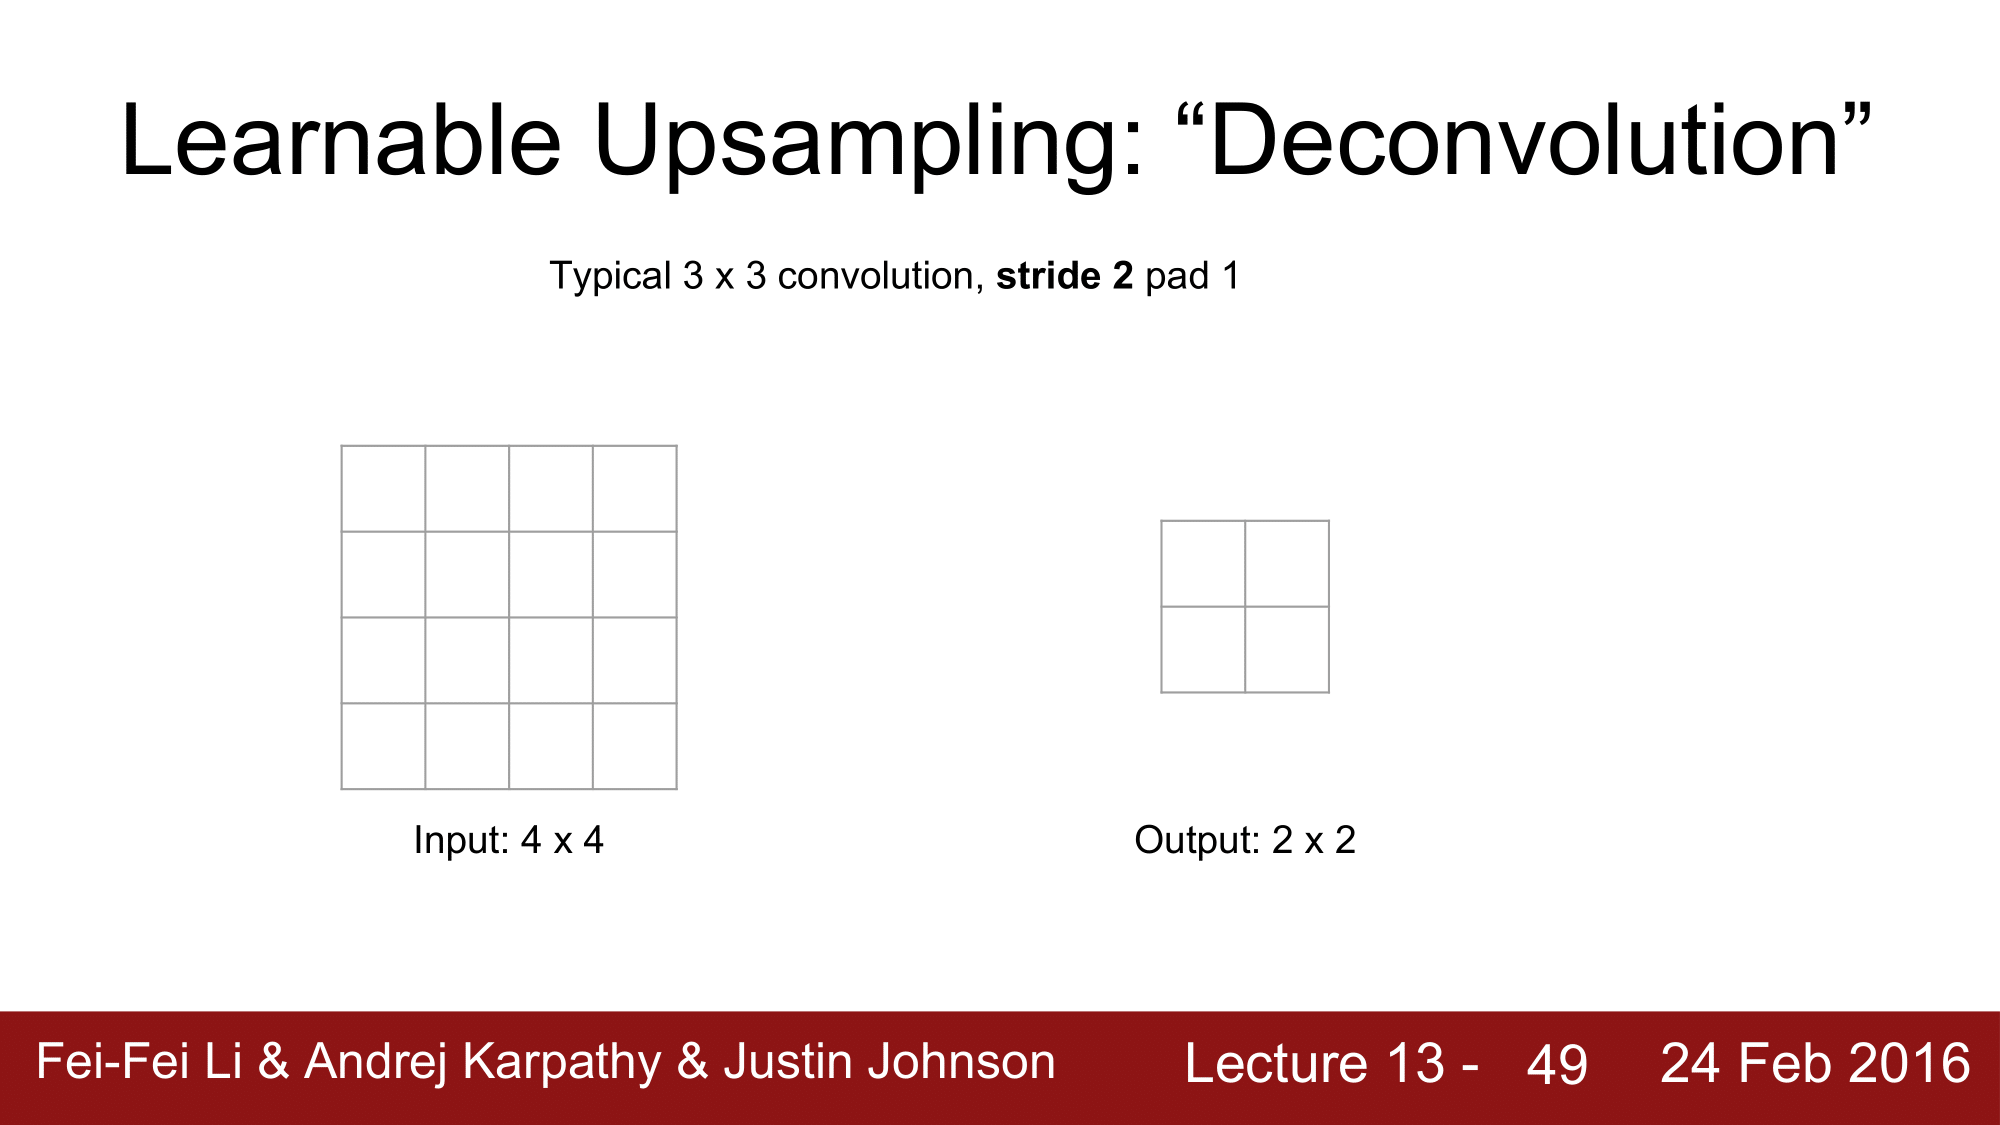 Learnable Upsampling: “Deconvolution”
Typical 3 x 3 convolution, stride 2 pad 1
Input: 4 x 4
Output: 2 x 2
Fei-Fei Li & Andrej Karpathy & Justin Johnson
Lecture 13 - 49
24 Feb 2016